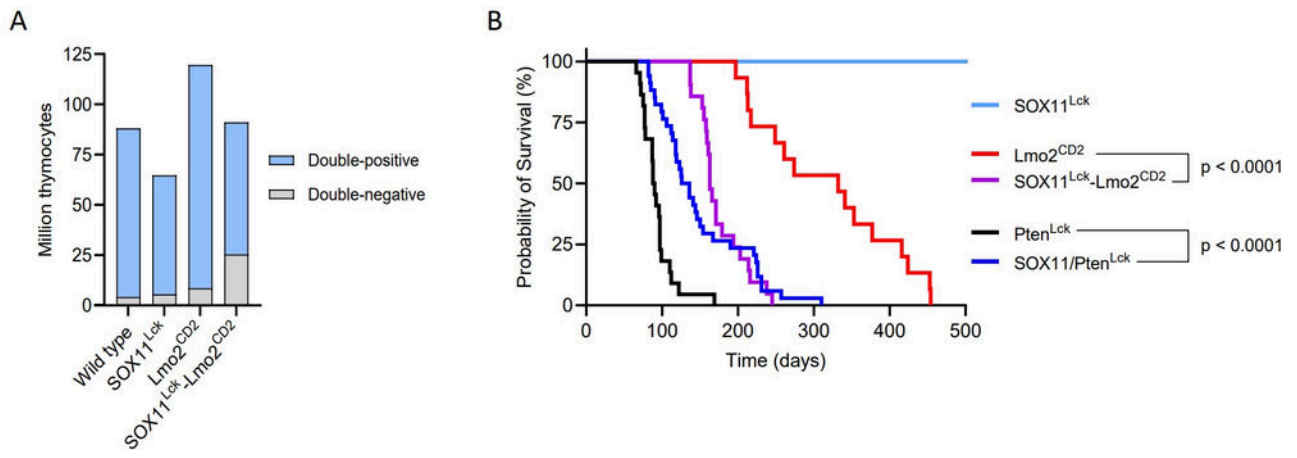 A
Million thymocytes
125
100
75
50
25
0
Wild type
SOX11Lck
Lmo2CD2
SOX11Lck-Lmo2CD2
Double-positive
Double-negative
B
Probability of Survival (%)
100
75
50
25
0
0 100 200 300 400 500
Time (days)
SOX11Lck
Lmo2CD2
SOX11Lck-Lmo2CD2
p < 0.0001
PtenLck
SOX11/PtenLck
p < 0.0001